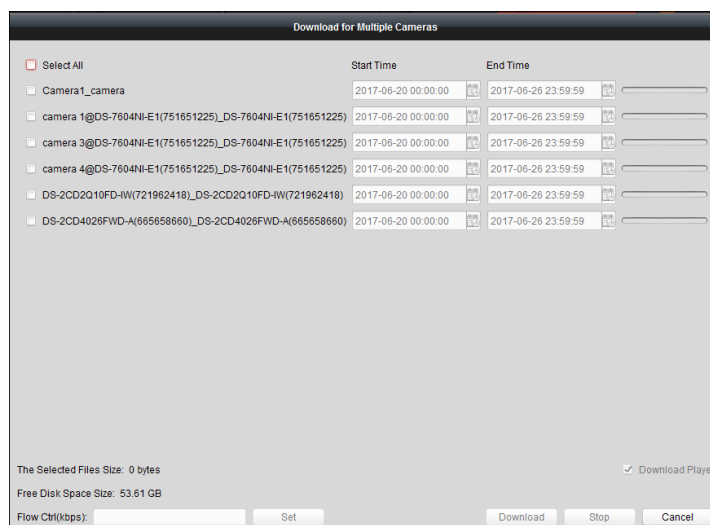 Download for Multiple Cameras
Select All Start Time End Time
Camera1_camera 2017-06-20 00:00:00 2017-06-26 23:59:59
camera 1@DS-7604NI-E1(751651225)_DS-7604NI-E1(751651225) 2017-06-20 00:00:00 2017-06-26 23:59:59
camera 3@DS-7604NI-E1(751651225)_DS-7604NI-E1(751651225) 2017-06-20 00:00:00 2017-06-26 23:59:59
camera 4@DS-7604NI-E1(751651225)_DS-7604NI-E1(751651225) 2017-06-20 00:00:00 2017-06-26 23:59:59
DS-2CD2Q10FD-IW(721962418)_DS-2CD2Q10FD-IW(721962418) 2017-06-20 00:00:00 2017-06-26 23:59:59
DS-2CD4026FWD-A(665658660)_DS-2CD4026FWD-A(665658660) 2017-06-20 00:00:00 2017-06-26 23:59:59
The Selected Files Size: 0 bytes Download Playe
Free Disk Space Size: 53.61 GB
Flow Ctrl(kbps): Set Download Stop Cancel